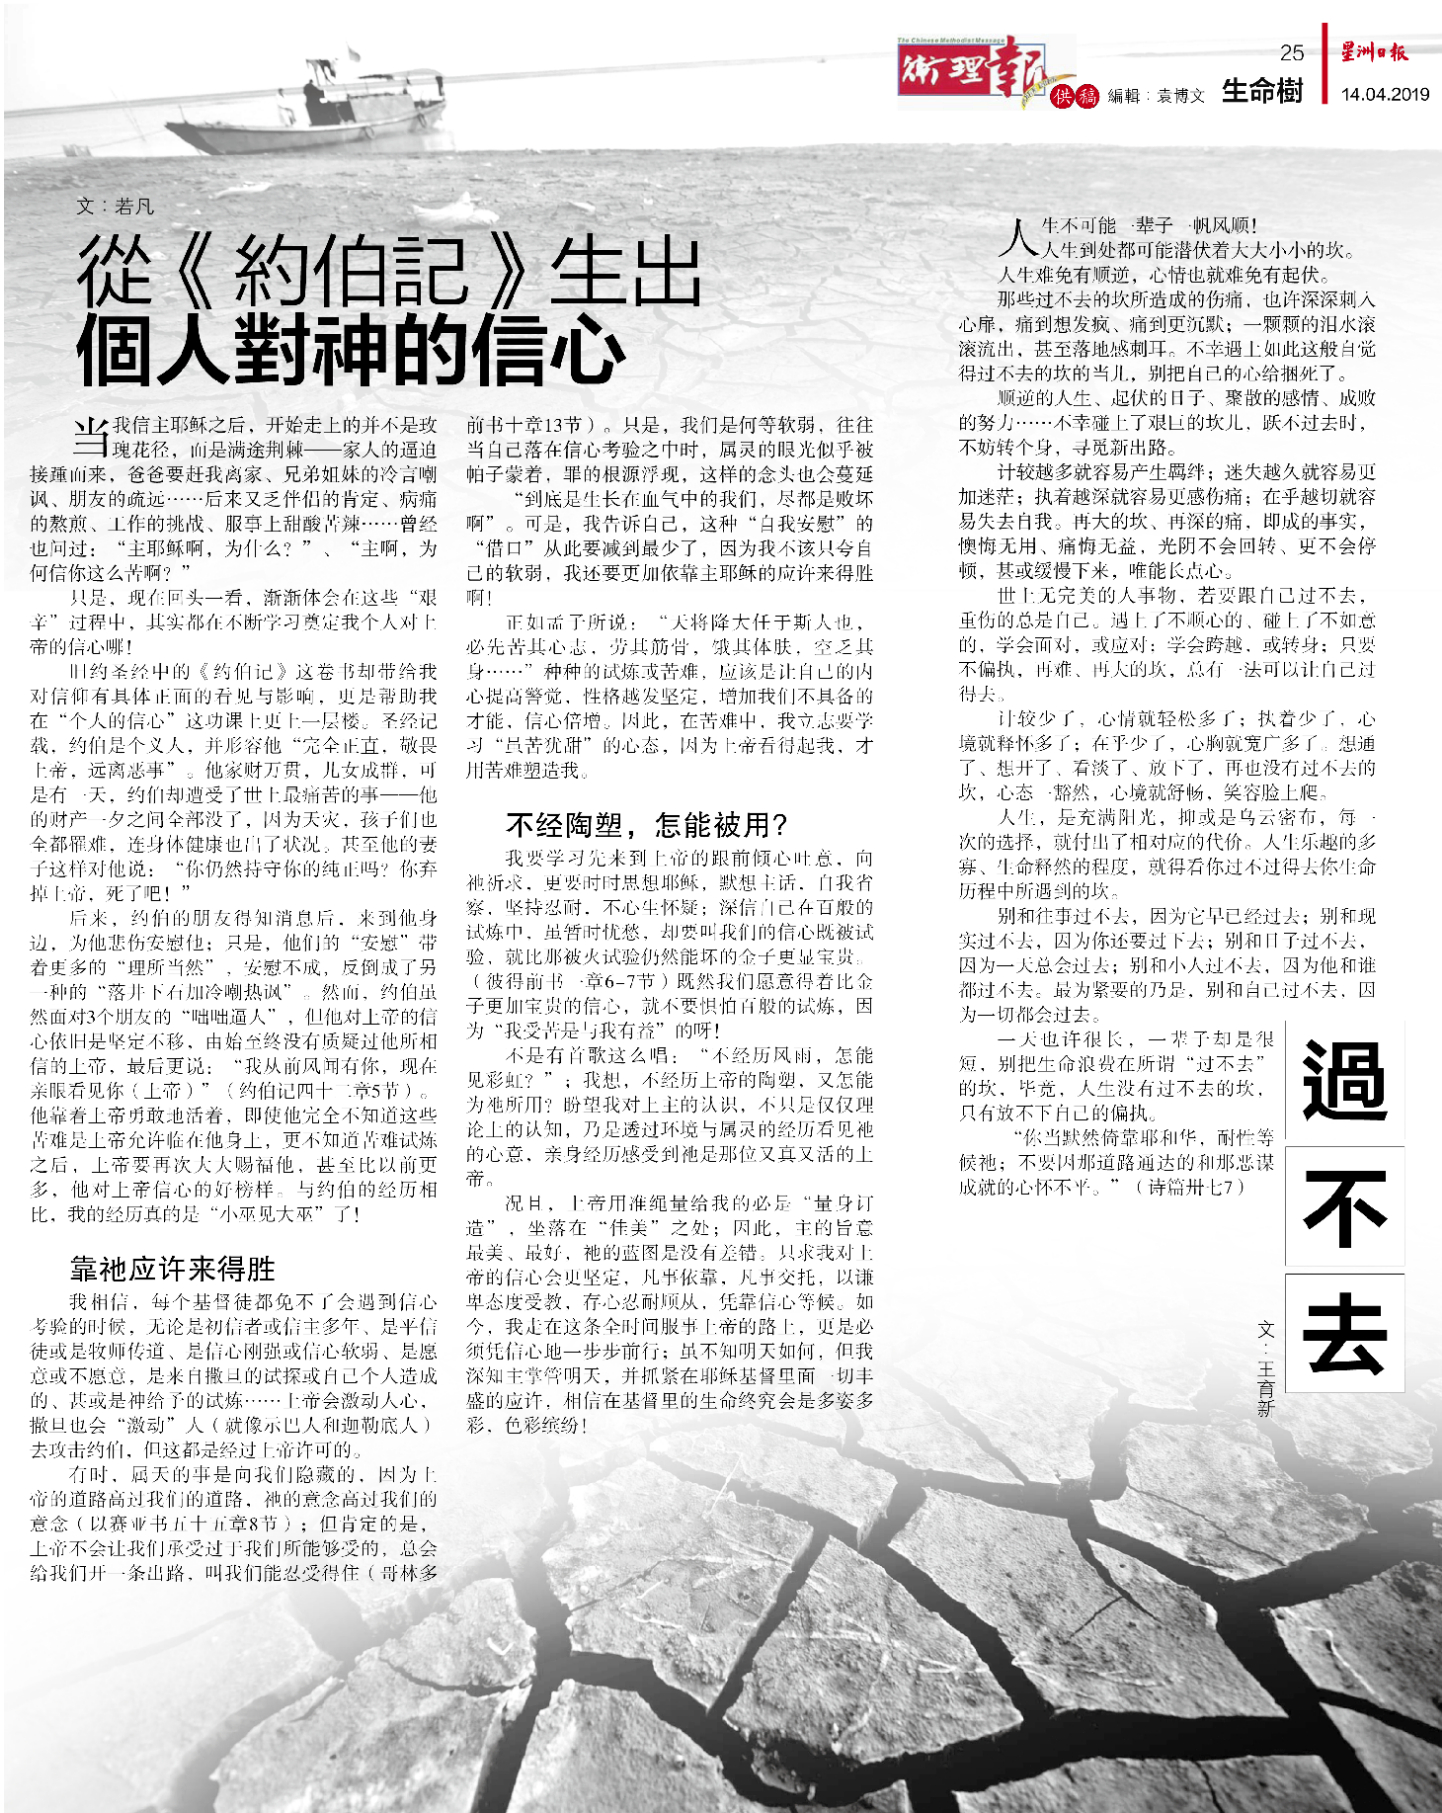 The Chinese Methodist Message
衛理報
供稿
編輯：袁博文
25
生命樹
星洲日报
14.04.2019
文：若凡
從《約伯記》生出
個人對神的信心
当我信主耶稣之后，开始走上的并不是玫
瑰花径，而是满途荆棘——家人的逼迫
接踵而来，爸爸要赶我离家、兄弟姐妹的冷言嘲
讽、朋友的疏远……后来又乏伴侣的肯定、病痛
的熬煎、工作的挑战、服事上甜酸苦辣……曾经
也问过：“主耶稣啊，为什么？”、“主啊，为
何信你这么苦啊？”
只是，现在回头一看，渐渐体会在这些“艰
辛”过程中，其实都在不断学习奠定我个人对上
帝的信心哪！
旧约圣经中的《约伯记》这卷书却带给我
对信仰有具体正面的看见与影响，更是帮助我
在“个人的信心”这功课上更上一层楼。圣经记
载，约伯是个义人，并形容他“完全正直，敬畏
上帝，远离恶事”。他家财万贯，儿女成群，可
是有一天，约伯却遭受了世上最痛苦的事——他
的财产一夕之间全部没了，因为天灾，孩子们也
全都罹难，连身体健康也出了状况。甚至他的妻
子这样对他说：“你仍然持守你的纯正吗？你弃
掉上帝，死了吧！”
后来，约伯的朋友得知消息后，来到他身
边，为他悲伤安慰他；只是，他们的“安慰”带
着更多的“理所当然”，安慰不成，反倒成了另
一种的“落井下石加冷嘲热讽”。然而，约伯虽
然面对3个朋友的“咄咄逼人”，但他对上帝的信
心依旧是坚定不移，由始至终没有质疑过他所相
信的上帝，最后更说：“我从前风闻有你，现在
亲眼看见你（上帝）”（约伯记四十二章5节）。
他靠着上帝勇敢地活着，即使他完全不知道这些
苦难是上帝允许临在他身上，更不知道苦难试炼
之后，上帝要再次大大赐福他，甚至比以前更
多，他对上帝信心的好榜样。与约伯的经历相
比，我的经历真的是“小巫见大巫”了！
靠祂应许来得胜
我相信，每个基督徒都免不了会遇到信心
考验的时候，无论是初信者或信主多年、是平信
徒或是牧师传道、是信心刚强或信心软弱、是愿
意或不愿意，是来自撒旦的试探或自己个人造成
的、甚或是神给予的试炼……上帝会激动人心，
撒旦也会“激动”人（就像示巴人和迦勒底人）
去攻击约伯，但这都是经过上帝许可的。
有时，属天的事是向我们隐藏的，因为上
帝的道路高过我们的道路，祂的意念高过我们的
意念（以赛亚书五十五章8节）；但肯定的是，
上帝不会让我们承受过于我们所能够受的，总会
给我们开一条出路，叫我们能忍受得住（哥林多
前书十章13节）。只是，我们是何等软弱，往往
当自己落在信心考验之中时，属灵的眼光似乎被
帕子蒙着，罪的根源浮现，这样的念头也会蔓延
“到底是生长在血气中的我们，尽都是败坏
啊”。可是，我告诉自己，这种“自我安慰”的
“借口”从此要减到最少了，因为我不该只夸自
己的软弱，我还要更加依靠主耶稣的应许来得胜
啊！
正如孟子所说：“天将降大任于斯人也，
必先苦其心志，劳其筋骨，饿其体肤，空乏其
身……”种种的试炼或苦难，应该是让自己的内
心提高警觉，性格越发坚定，增加我们不具备的
才能，信心倍增。因此，在苦难中，我立志要学
习“虽苦犹甜”的心态，因为上帝看得起我，才
用苦难塑造我。
不经陶塑，怎能被用？
我要学习先来到上帝的跟前倾心吐意，向
祂祈求，更要时时思想耶稣，默想主话，自我省
察，坚持忍耐，不心生怀疑；深信自己在百般的
试炼中，虽暂时忧愁，却要叫我们的信心既被试
验，就比那被火试验仍然能坏的金子更显宝贵。
（彼得前书一章6-7节）既然我们愿意得着比金
子更加宝贵的信心，就不要惧怕百般的试炼，因
为“我受苦是与我有益”的呀！
不是有首歌这么唱：“不经历风雨，怎能
见彩虹？”；我想，不经历上帝的陶塑，又怎能
为祂所用？盼望我对上主的认识，不只是仅仅理
论上的认知，乃是透过环境与属灵的经历看见祂
的心意，亲身经历感受到祂是那位又真又活的上
帝。
况且，上帝用准绳量给我的必是“量身订
造”，坐落在“佳美”之处；因此，主的旨意
最美、最好，祂的蓝图是没有差错。只求我对上
帝的信心会更坚定，凡事依靠，凡事交托，以谦
卑态度受教，存心忍耐顺从，凭靠信心等候。如
今，我走在这条全时间服事上帝的路上，更是必
须凭信心地一步步前行；虽不知明天如何，但我
深知主掌管明天，并抓紧在耶稣基督里面一切丰
盛的应许，相信在基督里的生命终究会是多姿多
彩，色彩缤纷！
人生不可能一辈子一帆风顺！
人生到处都可能潜伏着大大小小的坎。
人生难免有顺逆，心情也就难免有起伏。
那些过不去的坎所造成的伤痛，也许深深刺入
心扉，痛到想发疯、痛到更沉默；一颗颗的泪水滚
滚流出，甚至落地感刺耳。不幸遇上如此这般自觉
得过不去的坎的当儿，别把自己的心给捆死了。
顺逆的人生、起伏的日子、聚散的感情、成败
的努力……不幸碰上了艰巨的坎儿，跃不过去时，
不妨转个身，寻觅新出路。
计较越多就容易产生羁绊；迷失越久就容易更
加迷茫；执着越深就容易更感伤痛；在乎越切就容
易失去自我。再大的坎、再深的痛，即成的事实，
懊悔无用、痛悔无益，光阴不会回转、更不会停
顿，甚或缓慢下来，唯能长点心。
世上无完美的人事物，若要跟自己过不去，
重伤的总是自己。遇上了不顺心的、碰上了不如意
的，学会面对，或应对；学会跨越，或转身；只要
不偏执，再难、再大的坎，总有一法可以让自己过
得去。
计较少了，心情就轻松多了；执着少了，心
境就释怀多了；在乎少了，心胸就宽广多了。想通
了、想开了、看淡了、放下了，再也没有过不去的
坎，心态一豁然，心境就舒畅，笑容脸上爬。
人生，是充满阳光，抑或是乌云密布，每一
次的选择，就付出了相对应的代价。人生乐趣的多
寡、生命释然的程度，就得看你过不过得去你生命
历程中所遇到的坎。
别和往事过不去，因为它早已经过去；别和现
实过不去，因为你还要过下去；别和日子过不去，
因为一天总会过去；别和小人过不去，因为他和谁
都过不去。最为紧要的乃是，别和自己过不去，因
为一切都会过去。
一天也许很长，一辈子却是很
短，别把生命浪费在所谓“过不去”
的坎，毕竟，人生没有过不去的坎，
只有放不下自己的偏执。
“你当默然倚靠耶和华，耐性等
候祂；不要因那道路通达的和那恶谋
成就的心怀不平。”（诗篇卅七7）
過不去
文：王育新